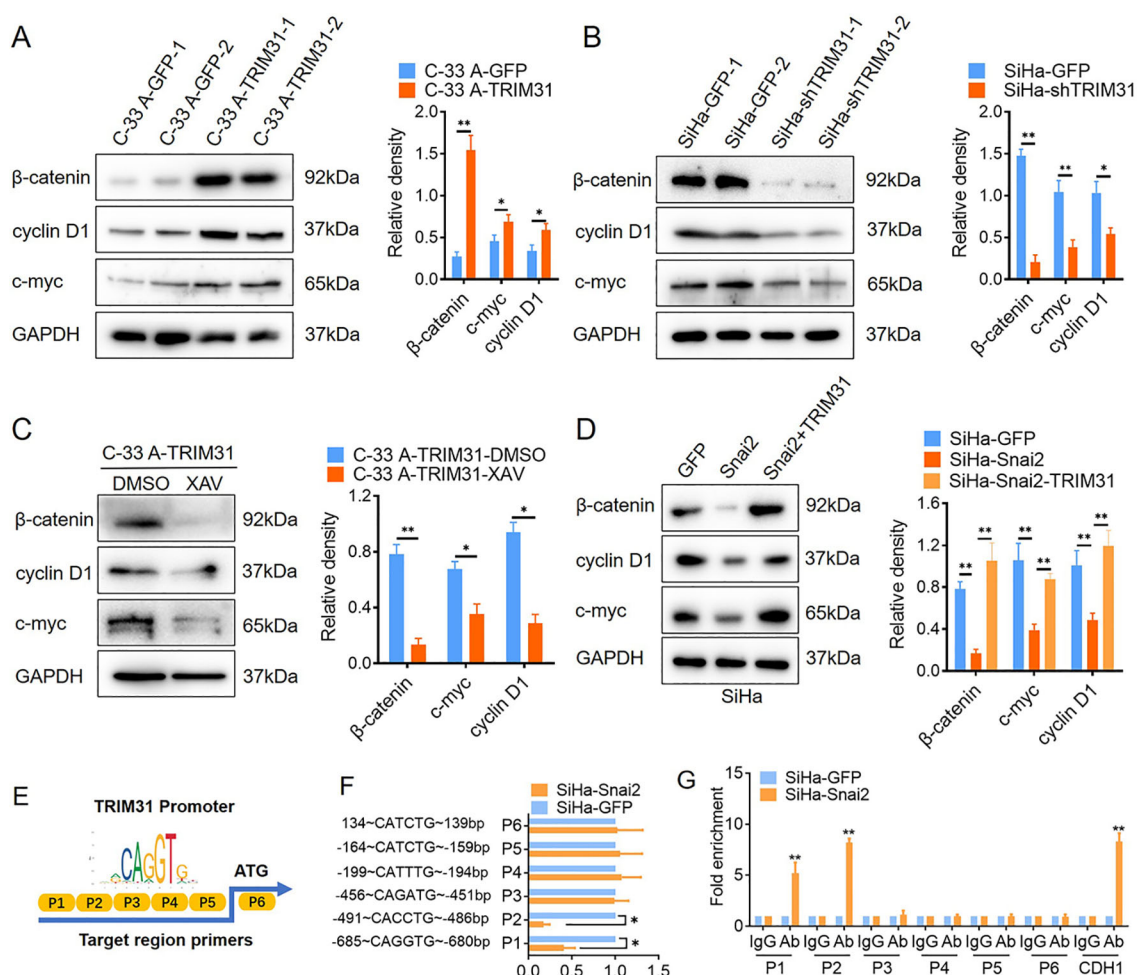 A
C-33 A-GFP-1
C-33 A-GFP-2
C-33 A-TRIM31-1
C-33 A-TRIM31-2
β-catenin
92kDa
cyclin D1
37kDa
c-myc
65kDa
GAPDH
37kDa
C-33 A-GFP
C-33 A-TRIM31
Relative density
2.0
1.5
1.0
0.5
0.0
**
*
*
β-catenin
c-myc
cyclin D1
B
SiHa-GFP-1
SiHa-GFP-2
SiHa-shTRIM31-1
SiHa-shTRIM31-2
β-catenin
92kDa
cyclin D1
37kDa
c-myc
65kDa
GAPDH
37kDa
SiHa-GFP
SiHa-shTRIM31
Relative density
2.0
1.5
1.0
0.5
0.0
**
**
*
β-catenin
c-myc
cyclin D1
C
C-33 A-TRIM31
DMSO XAV
β-catenin
92kDa
cyclin D1
37kDa
c-myc
65kDa
GAPDH
37kDa
C-33 A-TRIM31-DMSO
C-33 A-TRIM31-XAV
Relative density
1.2
0.8
0.4
0.0
**
*
*
β-catenin
c-myc
cyclin D1
D
GFP
Snai2
Snai2+TRIM31
β-catenin
92kDa
cyclin D1
37kDa
c-myc
65kDa
GAPDH
37kDa
SiHa
SiHa-GFP
SiHa-Snai2
SiHa-Snai2-TRIM31
Relative density
1.6
1.2
0.8
0.4
0.0
** **
** **
** **
β-catenin
c-myc
cyclin D1
E
TRIM31 Promoter
CAGGT
ATG
P1 P2 P3 P4 P5 P6
Target region primers
F
SiHa-Snai2
SiHa-GFP
134~CATCTG~139bp P6
-164~CATCTG~-159bp P5
-199~CATTTG~-194bp P4
-456~CAGATG~-451bp P3
-491~CACCTG~-486bp P2 *
-685~CAGGTG~-680bp P1 *
0.0 0.5 1.0 1.5
G
SiHa-GFP
SiHa-Snai2
Fold enrichment
15
10
5
0
**
**
**
IgG Ab IgG Ab IgG Ab IgG Ab IgG Ab IgG Ab IgG Ab
P1 P2 P3 P4 P5 P6 CDH1